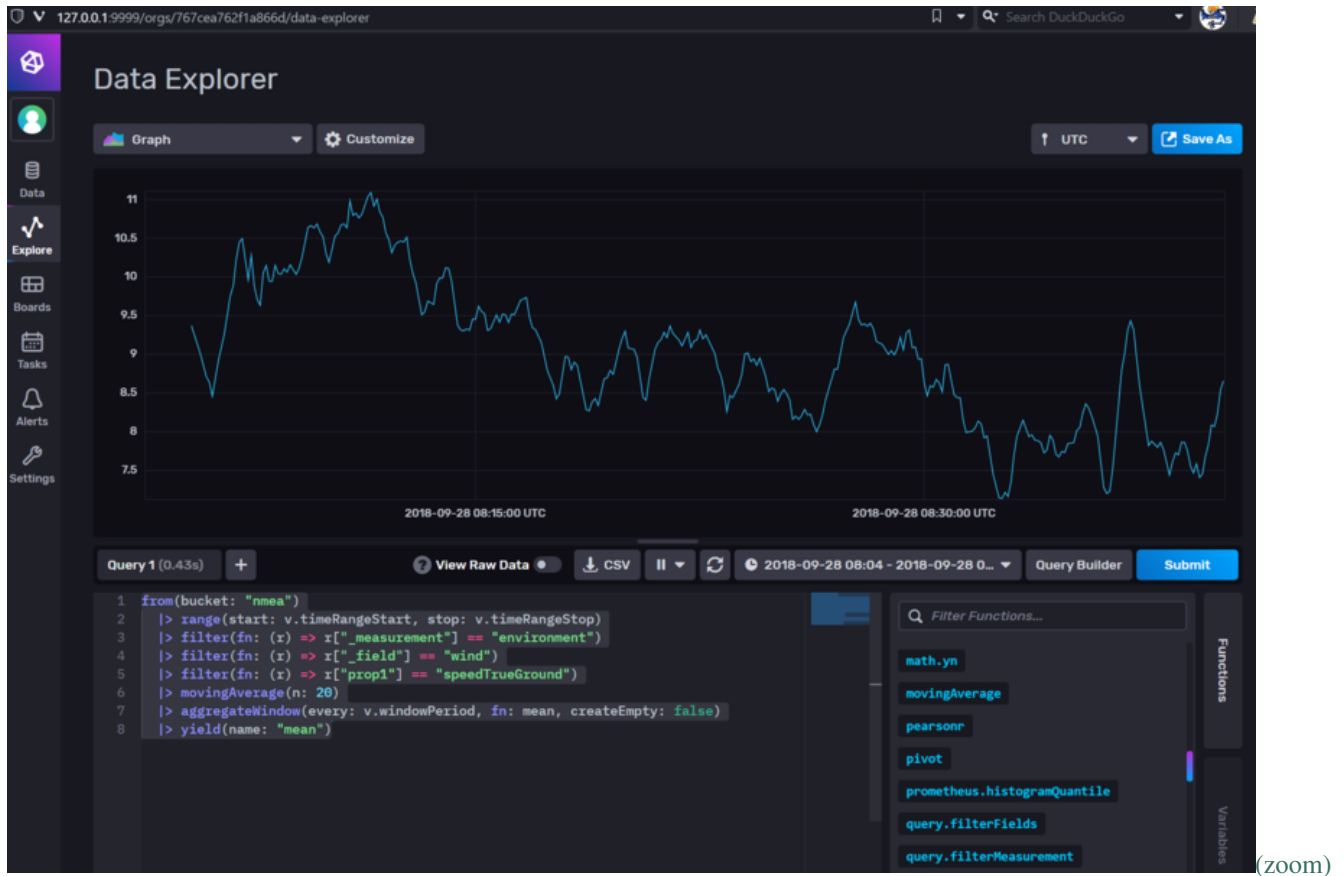 127.0.0.1:9999/orgs/767cea762f1a866d/data-explorer
Search DuckDuckGo
Data Explorer
Graph
Customize
UTC
Save As
Data
Explore
Boards
Tasks
Alerts
Settings
11
10.5
10
9.5
9
8.5
8
7.5
2018-09-28 08:15:00 UTC
2018-09-28 08:30:00 UTC
Query 1 (0.43s)
+
? View Raw Data
CSV
2018-09-28 08:04 - 2018-09-28 0...
Query Builder
Submit
1 from(bucket: "nmea")
2 |> range(start: v.timeRangeStart, stop: v.timeRangeStop)
3 |> filter(fn: (r) => r["_measurement"] == "environment")
4 |> filter(fn: (r) => r["_field"] == "wind")
5 |> filter(fn: (r) => r["prop1"] == "speedTrueGround")
6 |> movingAverage(n: 20)
7 |> aggregateWindow(every: v.windowPeriod, fn: mean, createEmpty: false)
8 |> yield(name: "mean")
Filter Functions...
math.yn
movingAverage
pearsonr
pivot
prometheus.histogramQuantile
query.filterFields
query.filterMeasurement
Functions
Variables
(zoom)